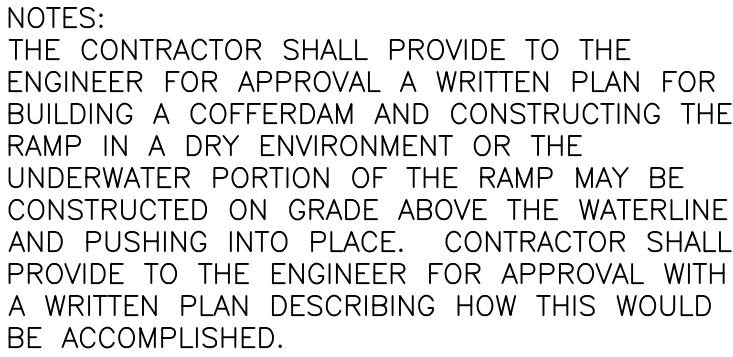 NOTES:
THE CONTRACTOR SHALL PROVIDE TO THE
ENGINEER FOR APPROVAL A WRITTEN PLAN FOR
BUILDING A COFFERDAM AND CONSTRUCTING THE
RAMP IN A DRY ENVIRONMENT OR THE
UNDERWATER PORTION OF THE RAMP MAY BE
CONSTRUCTED ON GRADE ABOVE THE WATERLINE
AND PUSHING INTO PLACE. CONTRACTOR SHALL
PROVIDE TO THE ENGINEER FOR APPROVAL WITH
A WRITTEN PLAN DESCRIBING HOW THIS WOULD
BE ACCOMPLISHED.